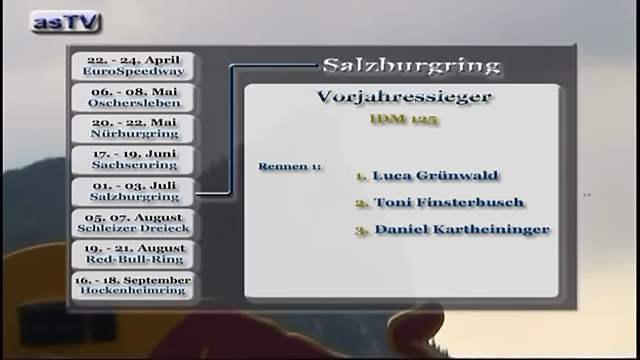 asTV
22. - 24. April
EuroSpeedway
06. - 08. Mai
Oschersleben
20. - 22. Mai
Nürburgring
17. - 19. Juni
Sachsenring
01. - 03. Juli
Salzburgring
05. 07. August
Schleizer Dreieck
19. - 21. August
Red-Bull-Ring
16. - 18. September
Hockenheimring
Salzburgring
Vorjahressieger
IDM 125
Rennen 1:
1. Luca Grünwald
2. Toni Finsterbusch
3. Daniel Kartheininger